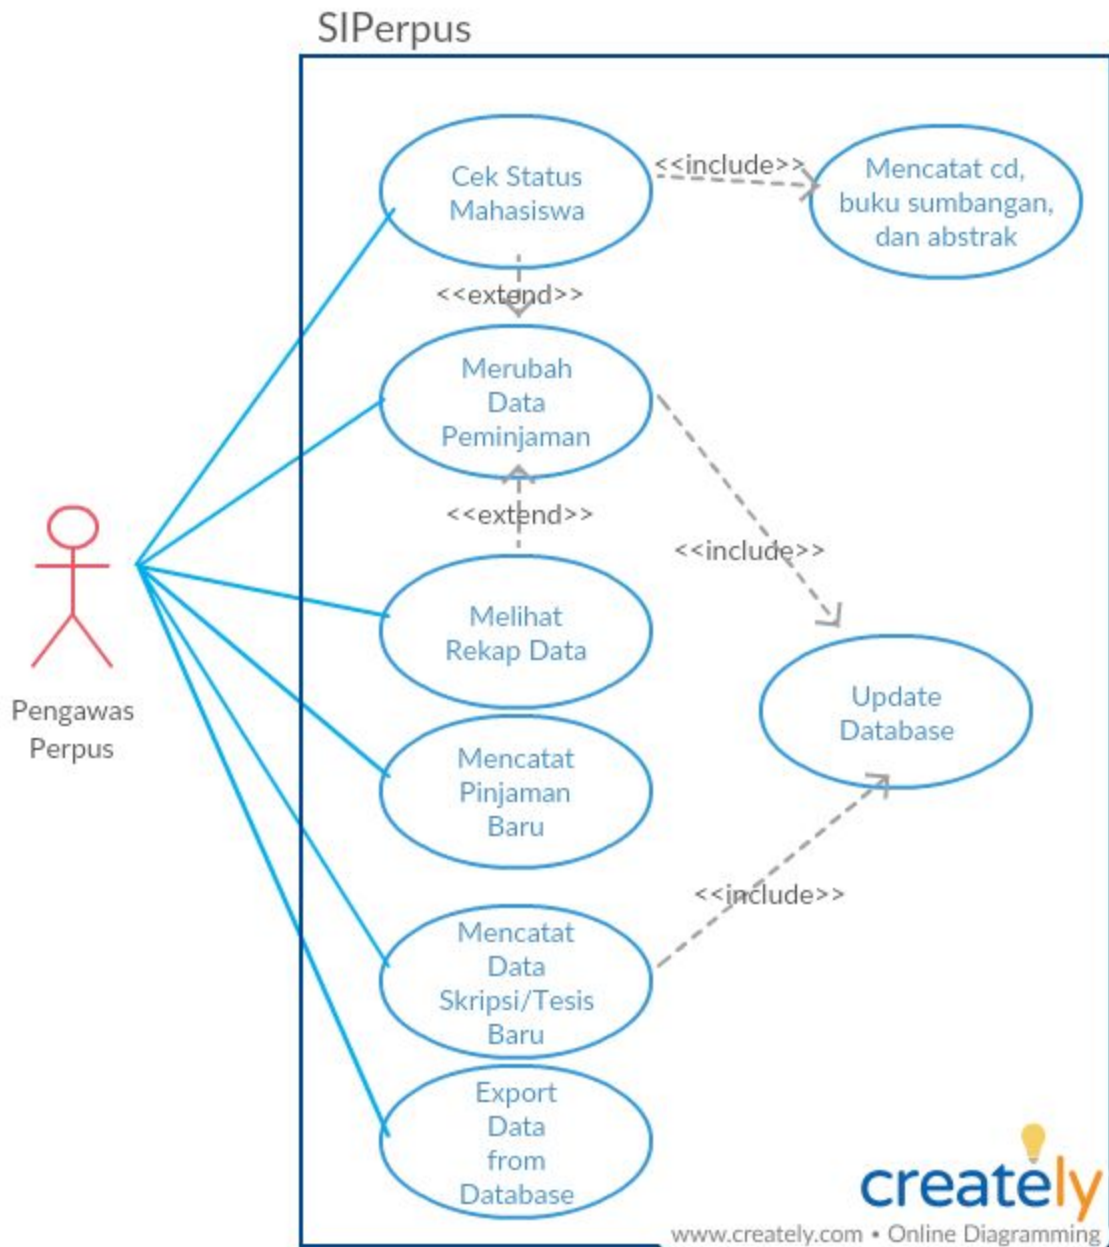 SIPerpus
Cek Status
Mahasiswa
<<include>>
Mencatat cd,
buku sumbangan,
dan abstrak
<<extend>>
Merubah
Data
Peminjaman
<<extend>>
<<include>>
Melihat
Rekap Data
Pengawas
Perpus
Update
Database
Mencatat
Pinjaman
Baru
<<include>>
Mencatat
Data
Skripsi/Tesis
Baru
Export
Data
from
Database
creately
www.creately.com • Online Diagramming